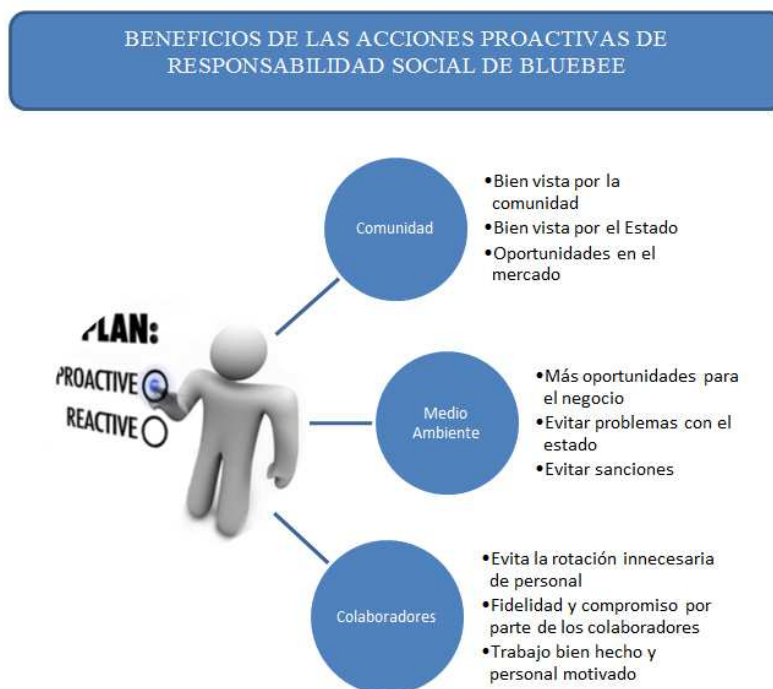 BENEFICIOS DE LAS ACCIONES PROACTIVAS DE
RESPONSABILIDAD SOCIAL DE BLUEBEE
Comunidad
•Bien vista por la
comunidad
•Bien vista por el Estado
•Oportunidades en el
mercado
PLAN:
PROACTIVE
REACTIVE
Medio
Ambiente
•Más oportunidades para
el negocio
•Evitar problemas con el
estado
•Evitar sanciones
Colaboradores
•Evita la rotación innecesaria
de personal
•Fidelidad y compromiso por
parte de los colaboradores
•Trabajo bien hecho y
personal motivado